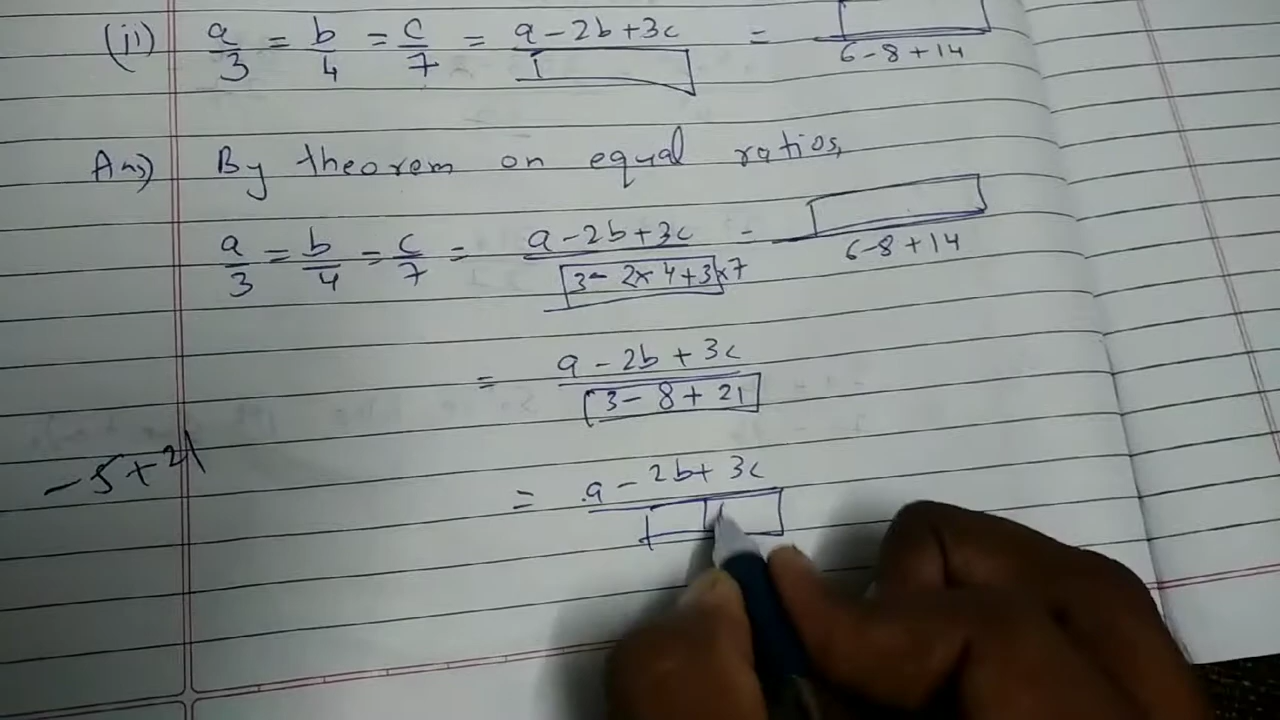 (ii) a/3 = b/4 = c/7 = a-2b+3c/ = /6-8+14
Ans) By theorem on equal ratios,
a/3 = b/4 = c/7 = a-2b+3c/3-2×4+3×7 - /6-8+14
= a-2b+3c/3-8+21
-5+21
= a-2b+3c/